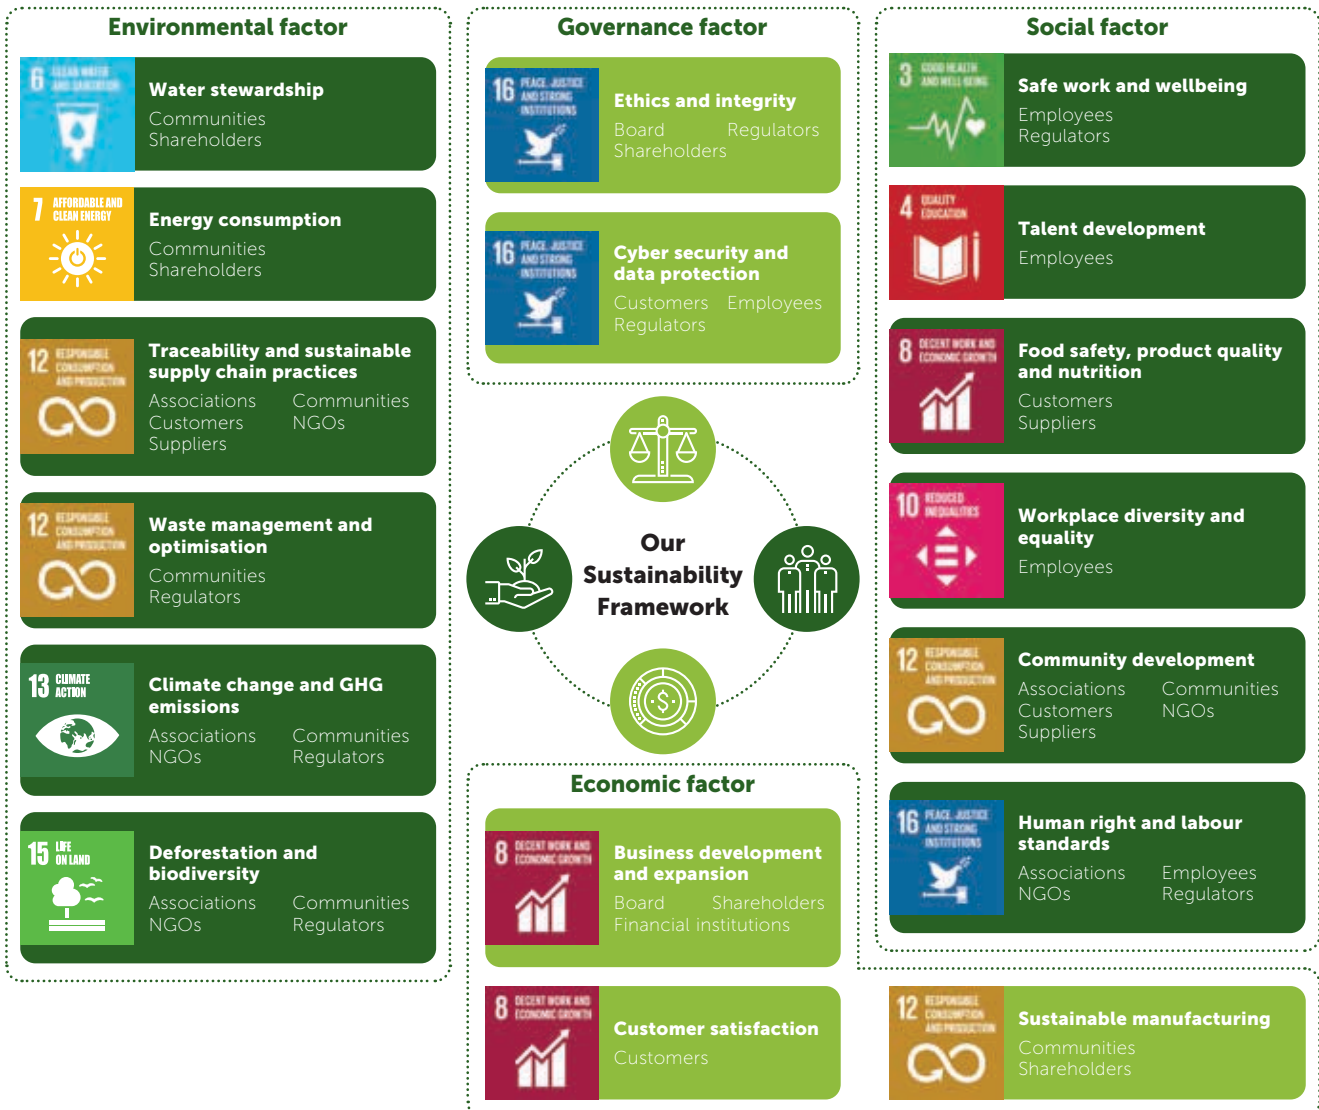 Environmental factor
6 CLEAN WATER
AND SANITATION
Water stewardship
Communities
Shareholders
7 AFFORDABLE AND
CLEAN ENERGY
Energy consumption
Communities
Shareholders
12 RESPONSIBLE
CONSUMPTION
AND PRODUCTION
Traceability and sustainable
supply chain practices
Associations Communities
Customers NGOs
Suppliers
12 RESPONSIBLE
CONSUMPTION
AND PRODUCTION
Waste management and
optimisation
Communities
Regulators
13 CLIMATE
ACTION
Climate change and GHG
emissions
Associations Communities
NGOs Regulators
15 LIFE
ON LAND
Deforestation and
biodiversity
Associations Communities
NGOs Regulators
Governance factor
16 PEACE, JUSTICE
AND STRONG
INSTITUTIONS
Ethics and integrity
Board Regulators
Shareholders
16 PEACE, JUSTICE
AND STRONG
INSTITUTIONS
Cyber security and
data protection
Customers Employees
Regulators
Our
Sustainability
Framework
$
Social factor
3 GOOD HEALTH
AND WELL-BEING
Safe work and wellbeing
Employees
Regulators
4 QUALITY
EDUCATION
Talent development
Employees
8 DECENT WORK AND
ECONOMIC GROWTH
Food safety, product quality
and nutrition
Customers
Suppliers
10 REDUCED
INEQUALITIES
Workplace diversity and
equality
Employees
12 RESPONSIBLE
CONSUMPTION
AND PRODUCTION
Community development
Associations Communities
Customers NGOs
Suppliers
16 PEACE, JUSTICE
AND STRONG
INSTITUTIONS
Human right and labour
standards
Associations Employees
NGOs Regulators
Economic factor
8 DECENT WORK AND
ECONOMIC GROWTH
Business development
and expansion
Board Shareholders
Financial institutions
8 DECENT WORK AND
ECONOMIC GROWTH
Customer satisfaction
Customers
12 RESPONSIBLE
CONSUMPTION
AND PRODUCTION
Sustainable manufacturing
Communities
Shareholders